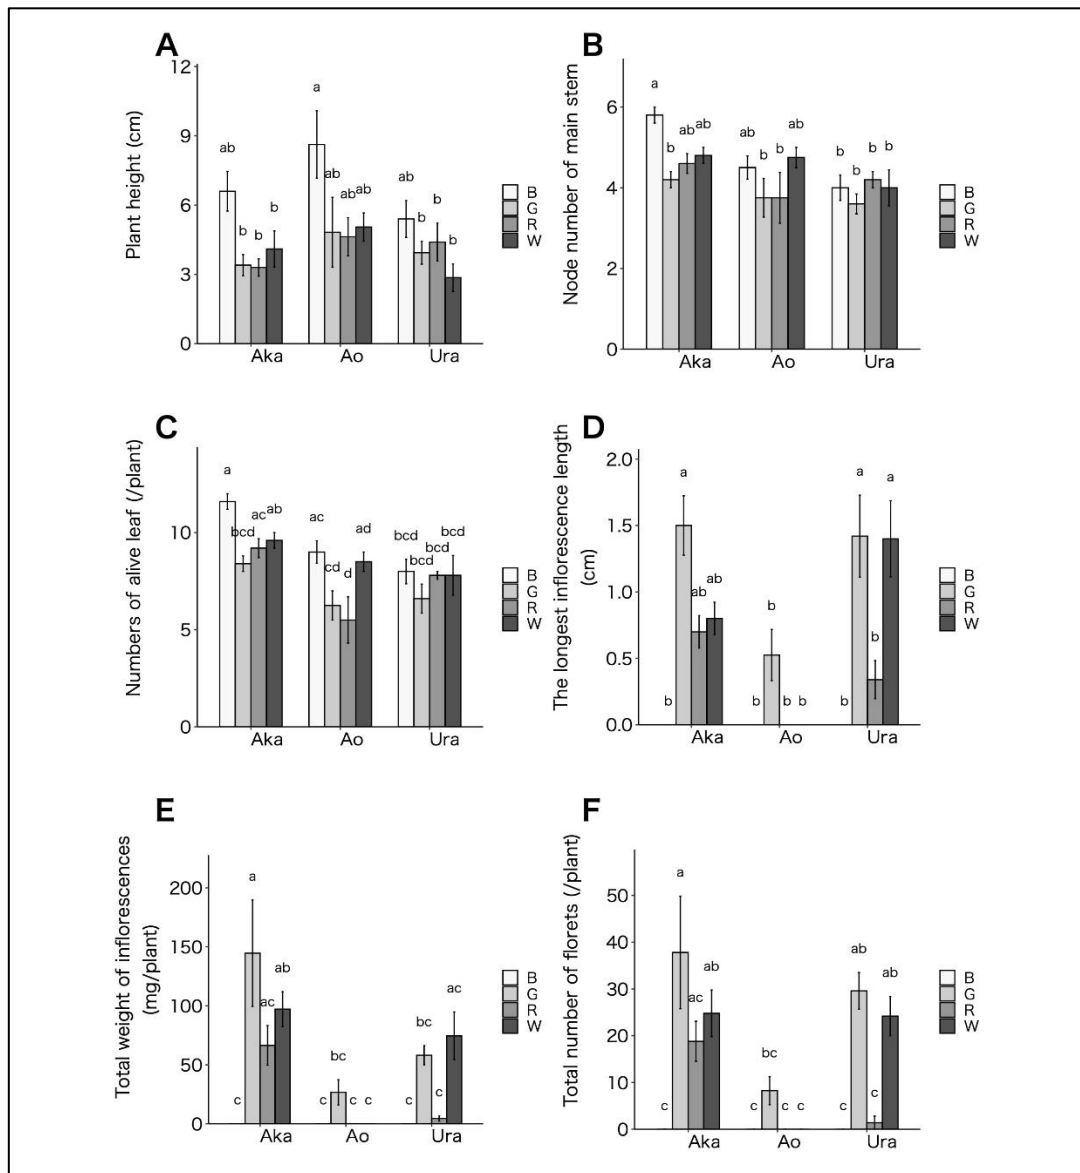 A
Plant height (cm)
12
9
6
3
0
ab
b
b
b
a
ab
ab
ab
ab
b
b
b
Aka
Ao
Ura
B
G
R
W
B
Node number of main stem
6
4
2
0
a
b
ab
ab
ab
b
b
ab
b
b
b
b
Aka
Ao
Ura
B
G
R
W
C
Numbers of alive leaf (/plant)
10
5
0
a
bcd
ac
ab
ac
cd
d
ad
bcd
bcd
bcd
bcd
Aka
Ao
Ura
B
G
R
W
D
The longest inflorescence length
(cm)
2.0
1.5
1.0
0.5
0.0
b
a
ab
ab
b
b
b
b
b
a
b
a
Aka
Ao
Ura
B
G
R
W
E
Total weight of inflorescences
(mg/plant)
200
150
100
50
0
c
a
ac
ab
c
bc
c
c
c
bc
c
ac
Aka
Ao
Ura
B
G
R
W
F
Total number of florets (/plant)
50
40
30
20
10
0
c
a
ac
ab
c
bc
c
c
c
ab
c
ab
Aka
Ao
Ura
B
G
R
W